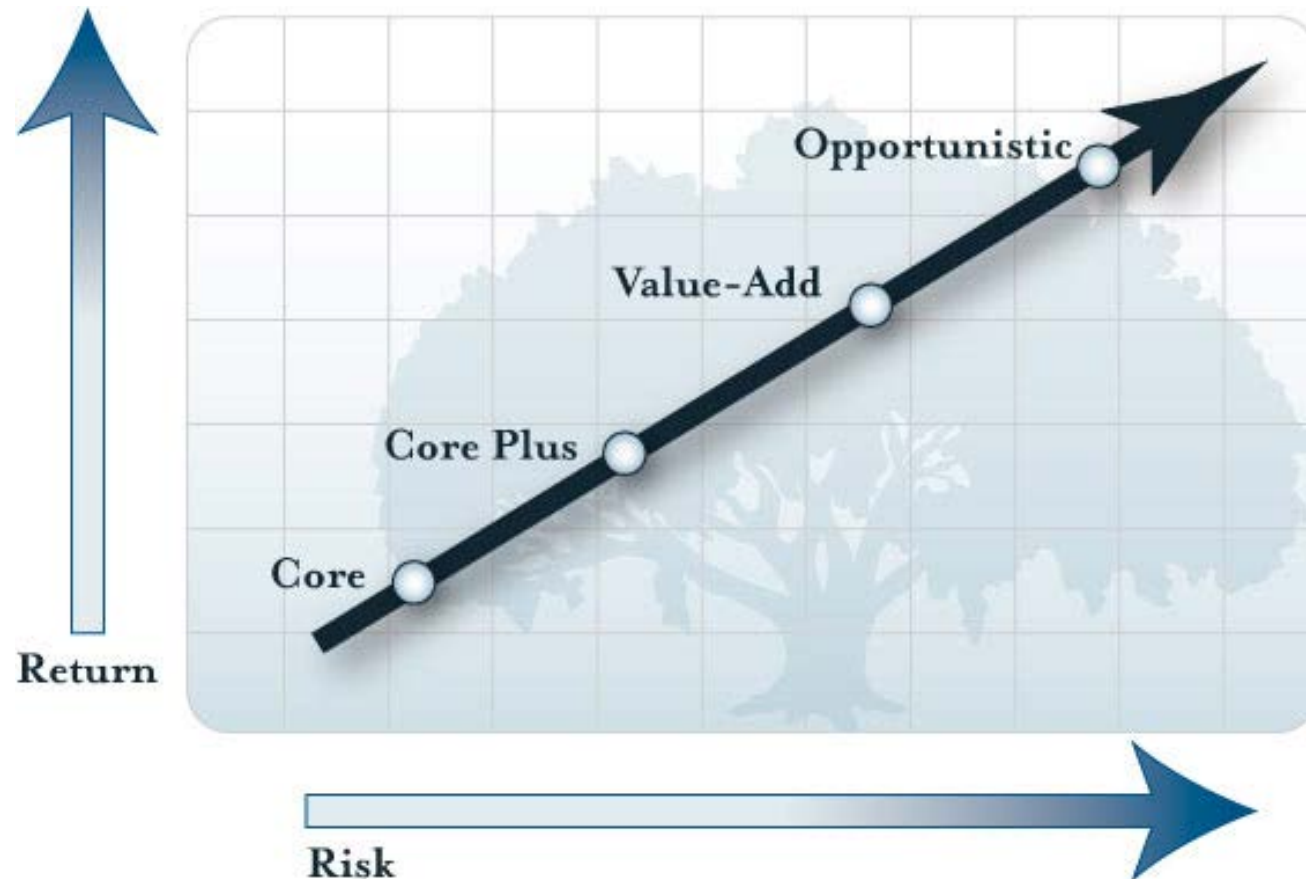 Opportunistic
Value-Add
Core Plus
Core
Return
Risk